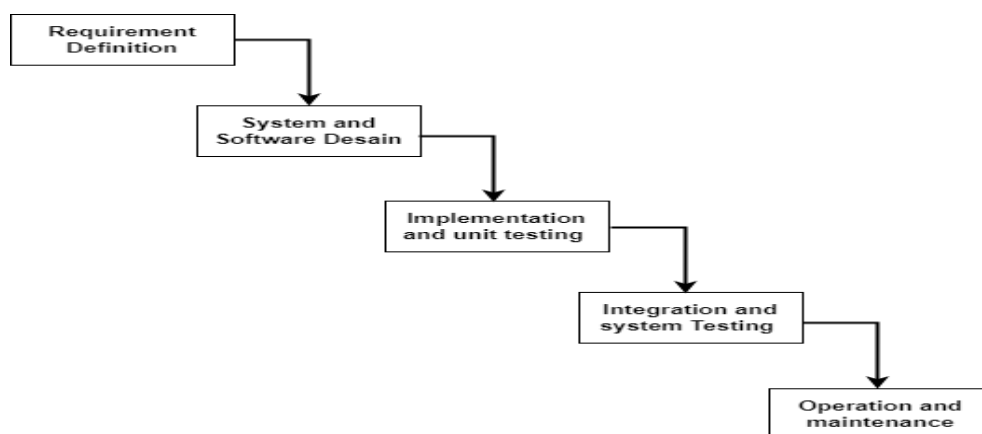 Requirement
Definition
System and
Software Desain
Implementation
and unit testing
Integration and
system Testing
Operation and
maintenance